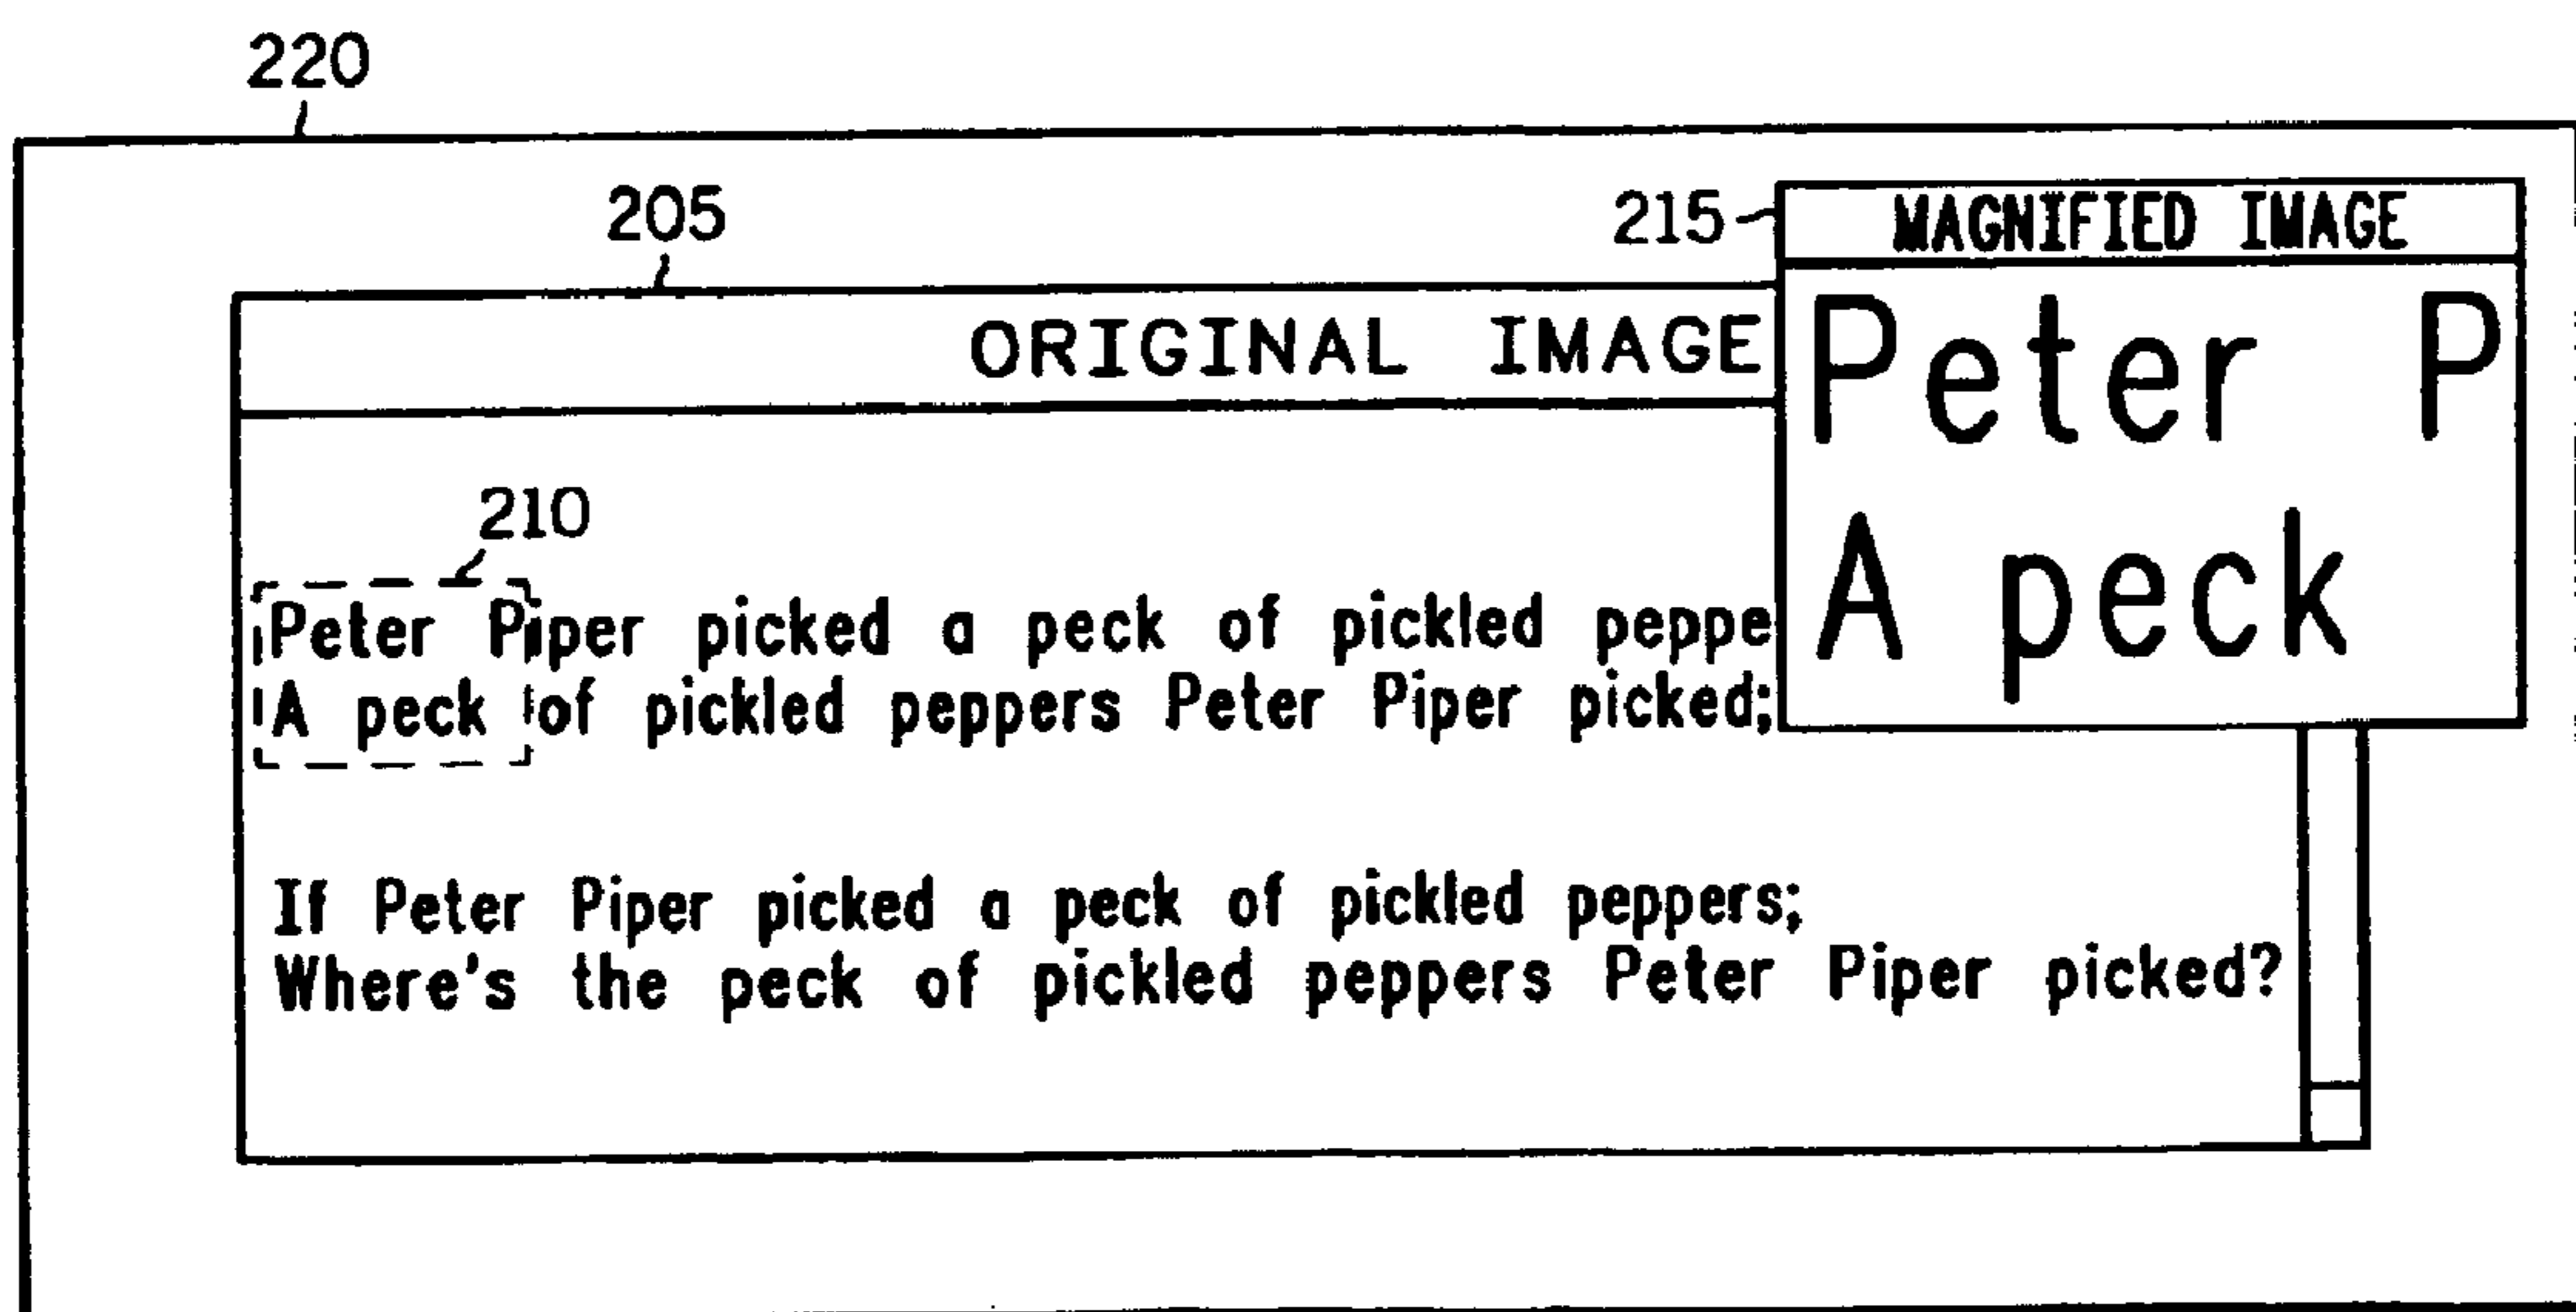 220
205
215
MAGNIFIED IMAGE
ORIGINAL IMAGE
Peter P
A peck
210
Peter Piper picked a peck of pickled peppe
A peck of pickled peppers Peter Piper picked;
If Peter Piper picked a peck of pickled peppers;
Where's the peck of pickled peppers Peter Piper picked?